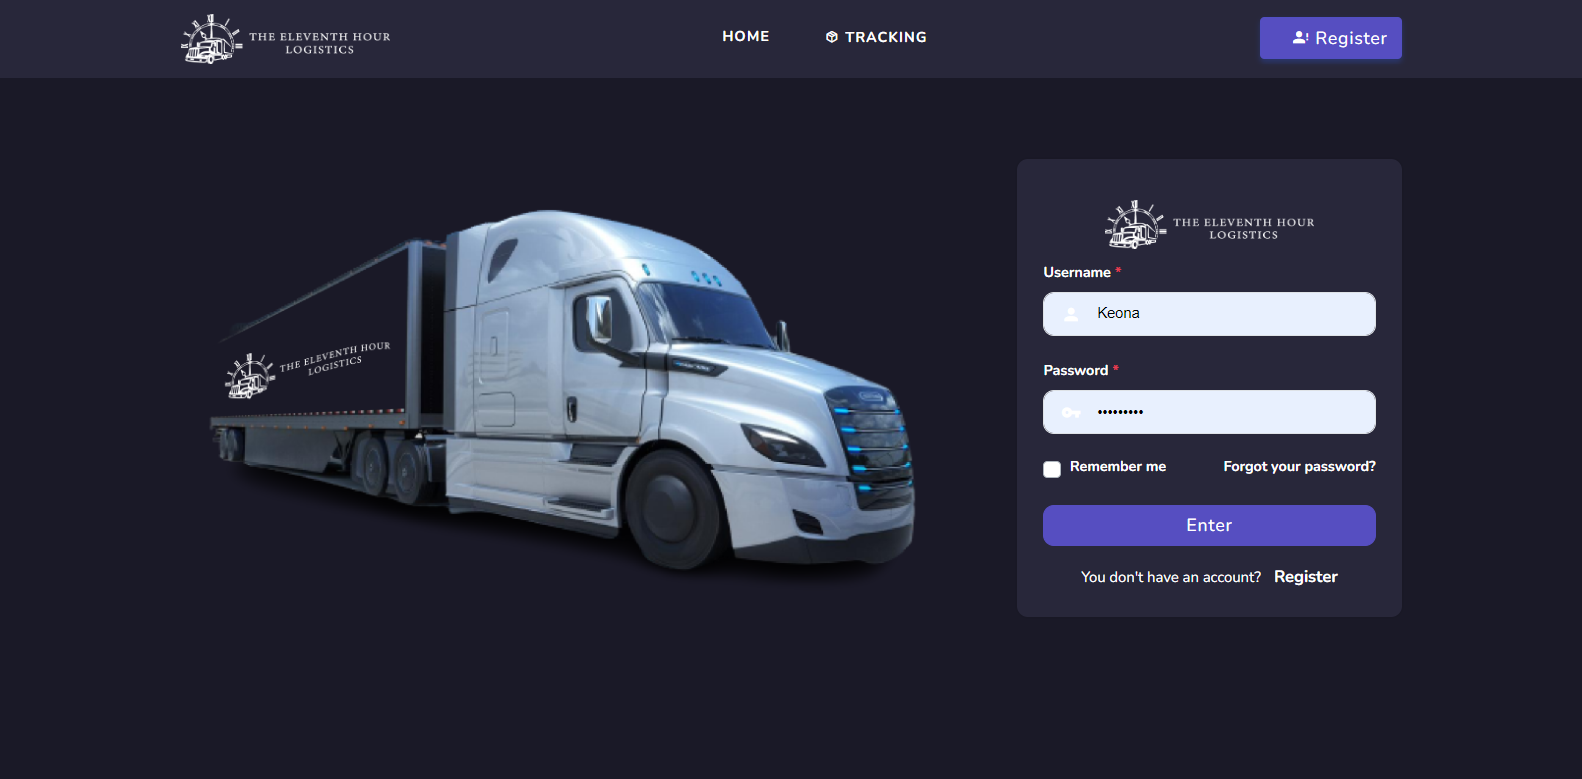 THE ELEVENTH HOUR
LOGISTICS
HOME
TRACKING
Register
THE ELEVENTH HOUR
LOGISTICS
THE ELEVENTH HOUR
LOGISTICS
Username *
Keona
Password *
•••••••••
Remember me
Forgot your password?
Enter
You don't have an account? Register